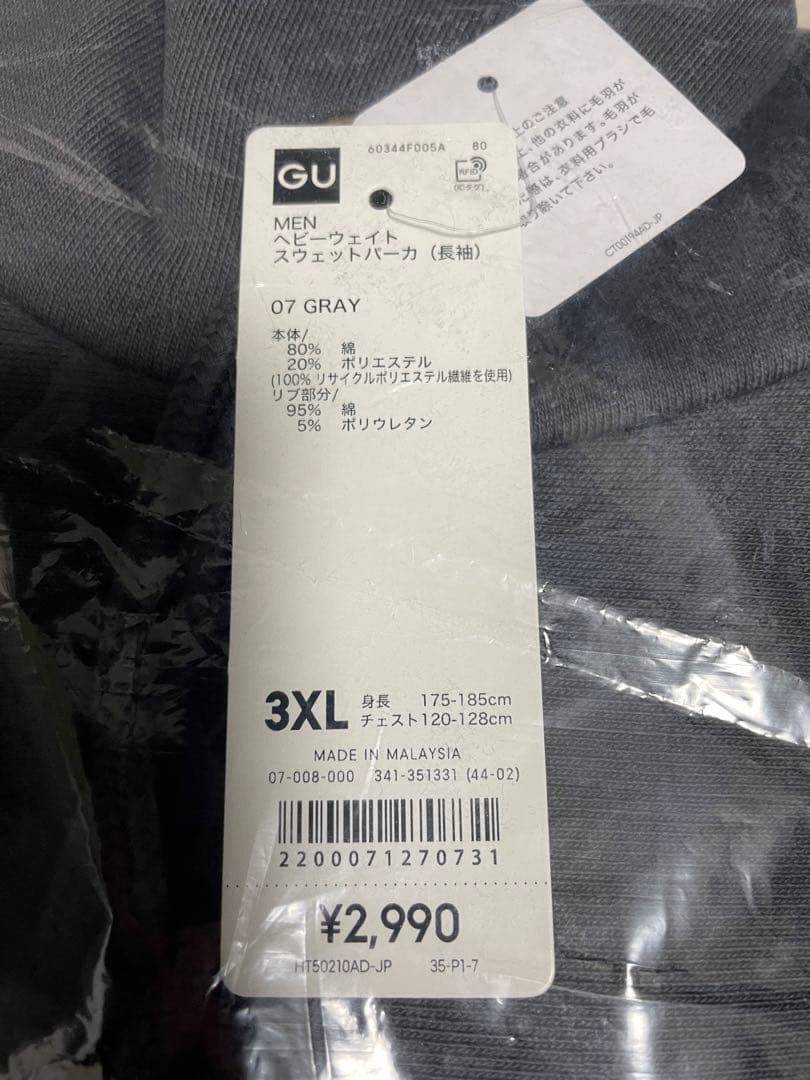 60344F005A 80
GU
RFID
(ICタグ)
MEN
ヘビーウェイト
スウェットパーカ（長袖）
07 GRAY
本体/
80% 綿
20% ポリエステル
(100% リサイクルポリエステル繊維を使用)
リブ部分/
95% 綿
5% ポリウレタン
3XL
身長 175-185cm
チェスト120-128cm
MADE IN MALAYSIA
07-008-000 341-351331 (44-02)
2200071270731
¥2,990
HT50210AD-JP 35-P1-7
上のご注意
上、他の衣料に毛羽が
場合があります。毛羽が
た際は、衣料用ブラシで毛
取り除いて下さい。
CT00194AD-JP